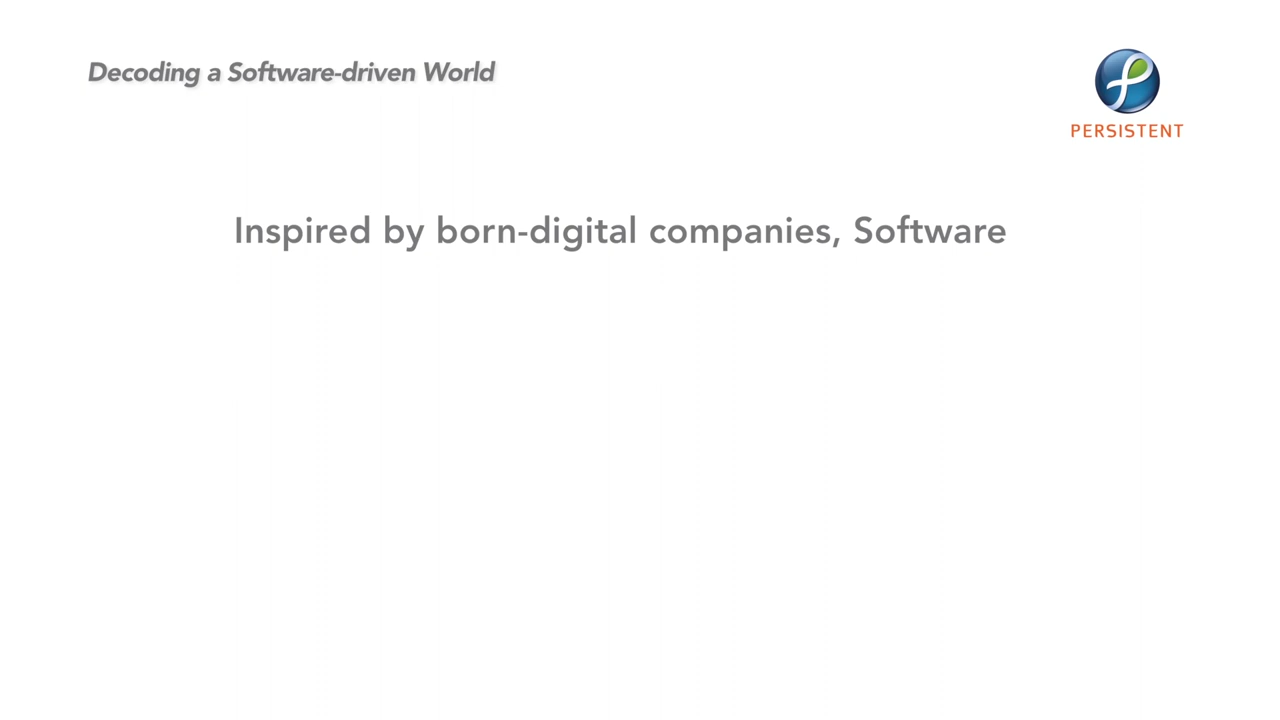 Decoding a Software-driven World
PERSISTENT
Inspired by born-digital companies, Software